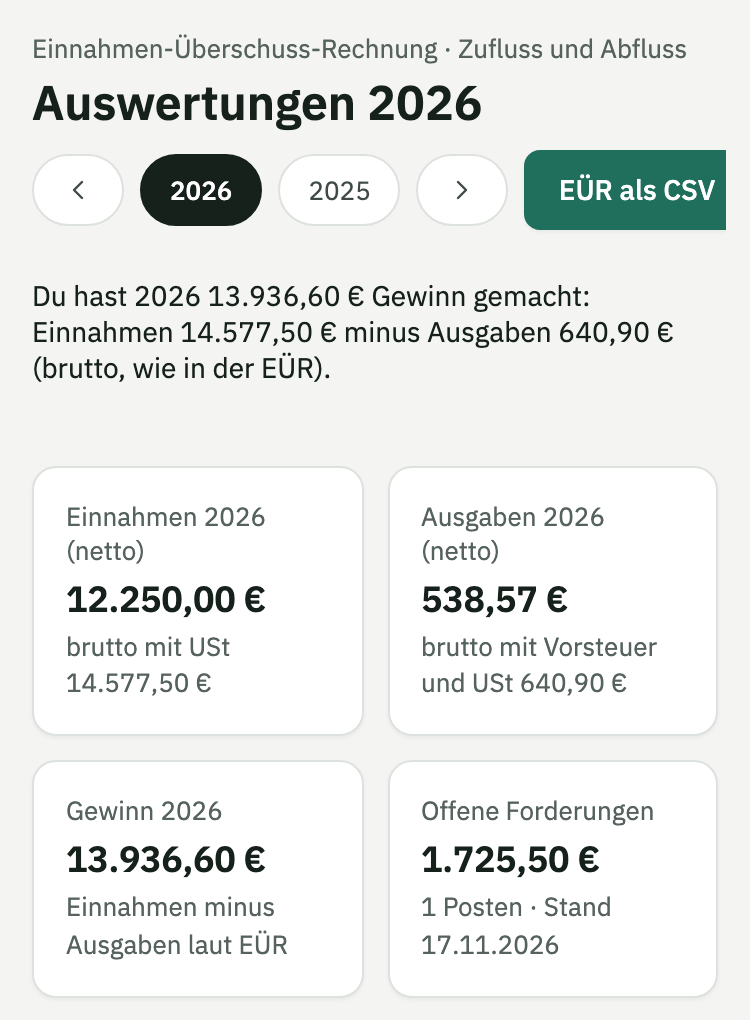 Einnahmen-Überschuss-Rechnung · Zufluss und Abfluss
Auswertungen 2026
2026
2025
EÜR als CSV
Du hast 2026 13.936,60 € Gewinn gemacht:
Einnahmen 14.577,50 € minus Ausgaben 640,90 €
(brutto, wie in der EÜR).
Einnahmen 2026
(netto)
12.250,00 €
brutto mit USt
14.577,50 €
Ausgaben 2026
(netto)
538,57 €
brutto mit Vorsteuer
und USt 640,90 €
Gewinn 2026
13.936,60 €
Einnahmen minus
Ausgaben laut EÜR
Offene Forderungen
1.725,50 €
1 Posten · Stand
17.11.2026